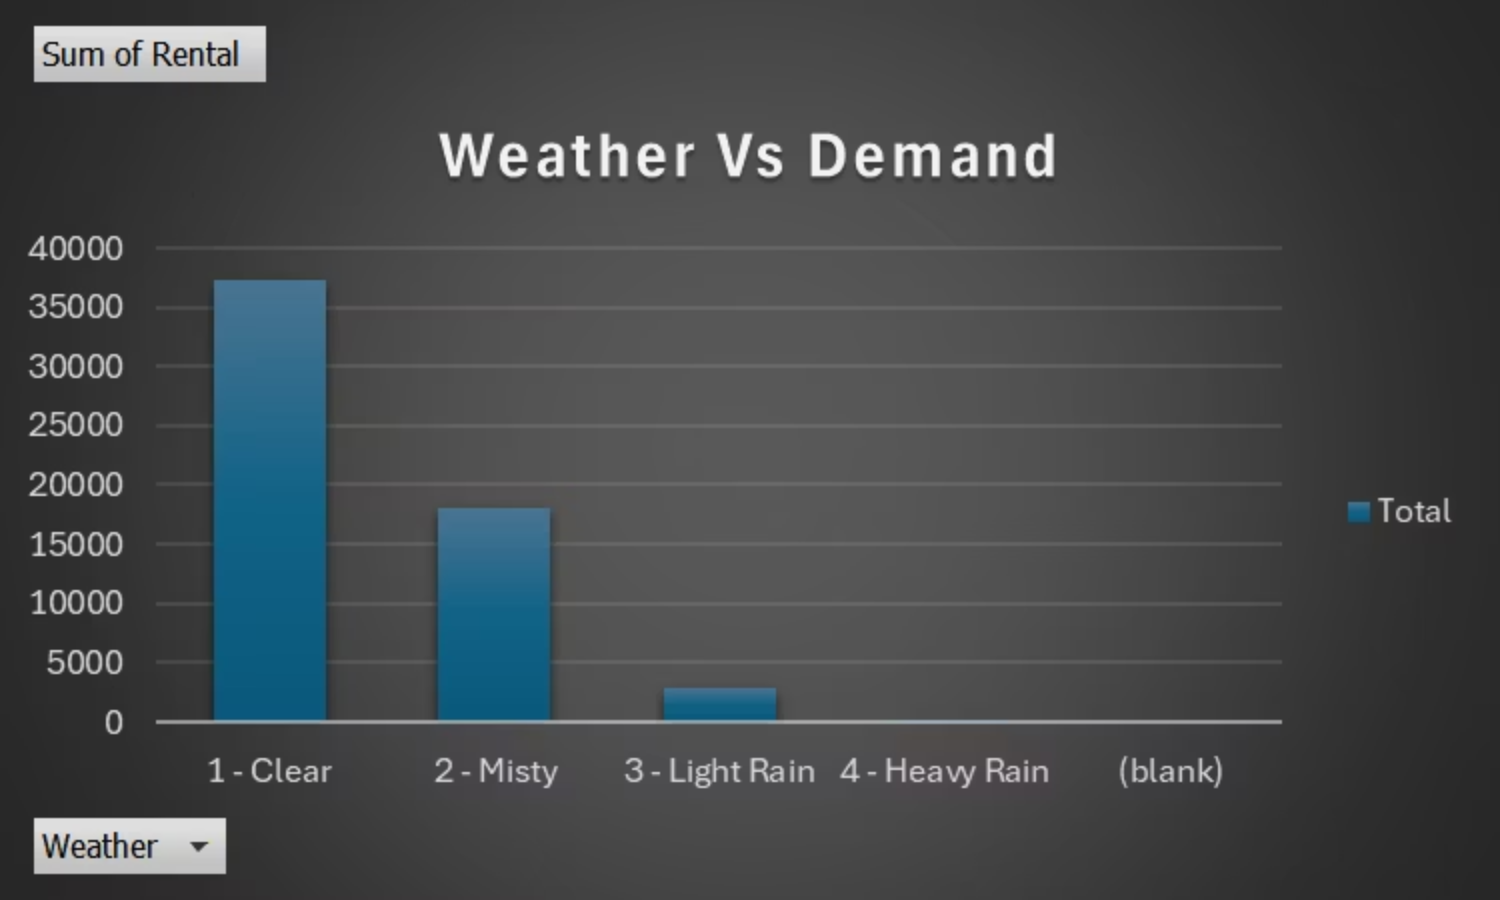 Sum of Rental
Weather Vs Demand
40000
35000
30000
25000
20000
15000
10000
5000
0
Total
1 - Clear
2 - Misty
3 - Light Rain
4 - Heavy Rain
(blank)
Weather